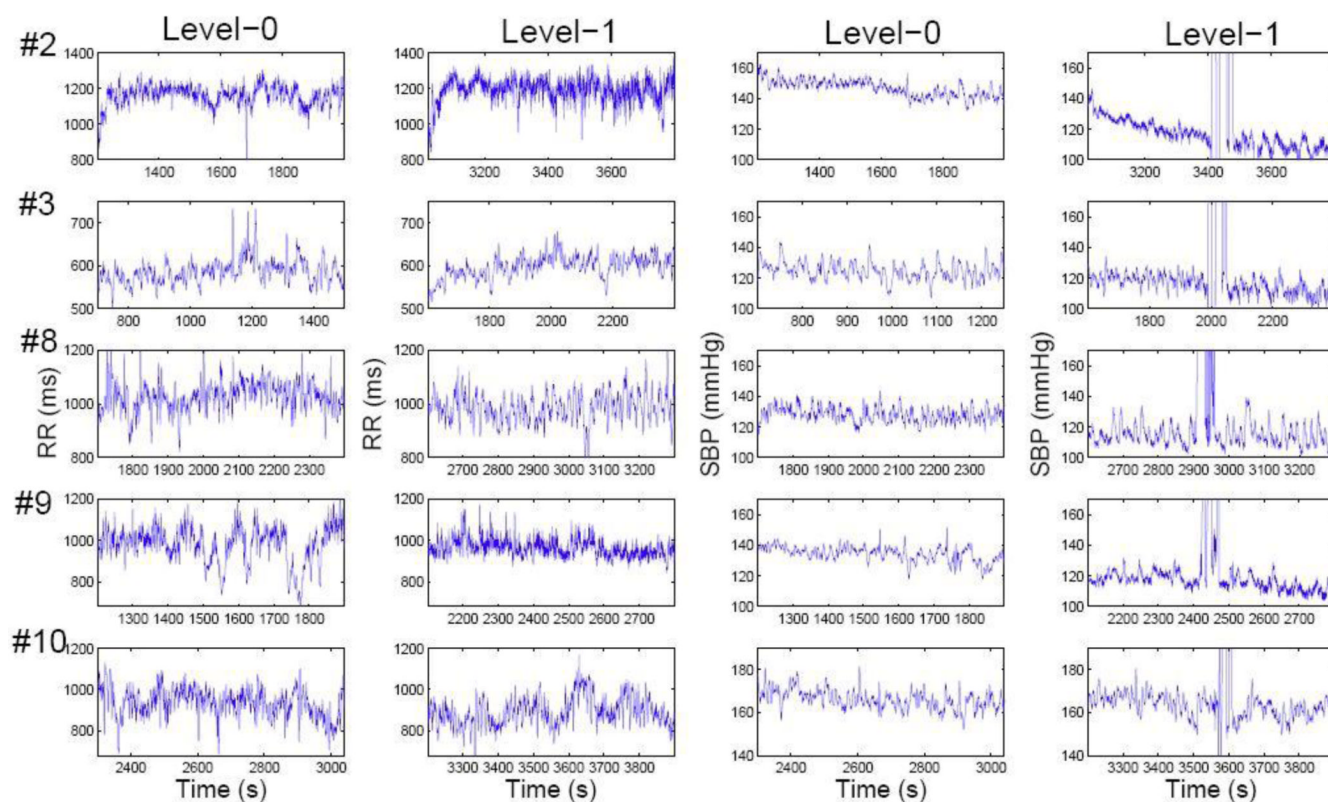 Level−0 Level−1 Level−0 Level−1
#2
1400 1400 160 160
1200 1200 140 140
1000 1000 120 120
800 800 100 100
1400 1600 1800 3200 3400 3600 1400 1600 1800 3200 3400 3600
#3
700 700 160 160
600 600 140 140
500 500 120 120
100 100
800 1000 1200 1400 1800 2000 2200 800 900 1000 1100 1200 1800 2000 2200
#8
1200 1200 160 160
1000 1000 140 140
800 800 120 120
100 100
1800 1900 2000 2100 2200 2300 2700 2800 2900 3000 3100 3200 1800 1900 2000 2100 2200 2300 2700 2800 2900 3000 3100 3200
RR (ms) RR (ms) SBP (mmHg) SBP (mmHg)
#9
1200 1200 160 160
1000 1000 140 140
800 800 120 120
100 100
1300 1400 1500 1600 1700 1800 2200 2300 2400 2500 2600 2700 1300 1400 1500 1600 1700 1800 2200 2300 2400 2500 2600 2700
#10
1200 1200 180 180
1000 1000 160 160
800 800 140 140
2400 2600 2800 3000 3300 3400 3500 3600 3700 3800 2400 2600 2800 3000 3200 3400 3600 3800
Time (s) Time (s) Time (s) Time (s)